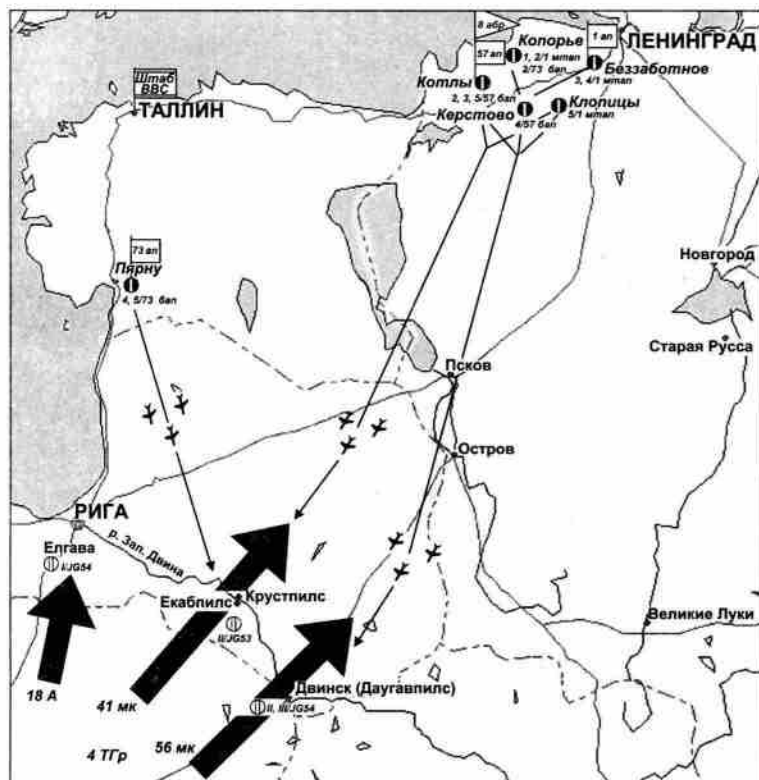 8 абр
57 ап
Копорье
1, 2/1 мтап
2/73 бап
1 ап
ЛЕНИНГРАД
Беззаботное
3, 4/1 мтап
Котлы
2, 3, 5/57 бап
Керстово
4/57 бап
Клопицы
5/1 мтап
Штаб
ВВС
ТАЛЛИН
73 ап
Пярну
4, 5/73 бап
Новгород
Старая Русса
Псков
Остров
РИГА
Елгава
I/JG54
р. Зап. Двина
Екабпилс
Крустпилс
II/JG53
Великие Луки
18 А
41 мк
Двинск (Даугавпилс)
II, III/JG54
4 ТГр
56 мк